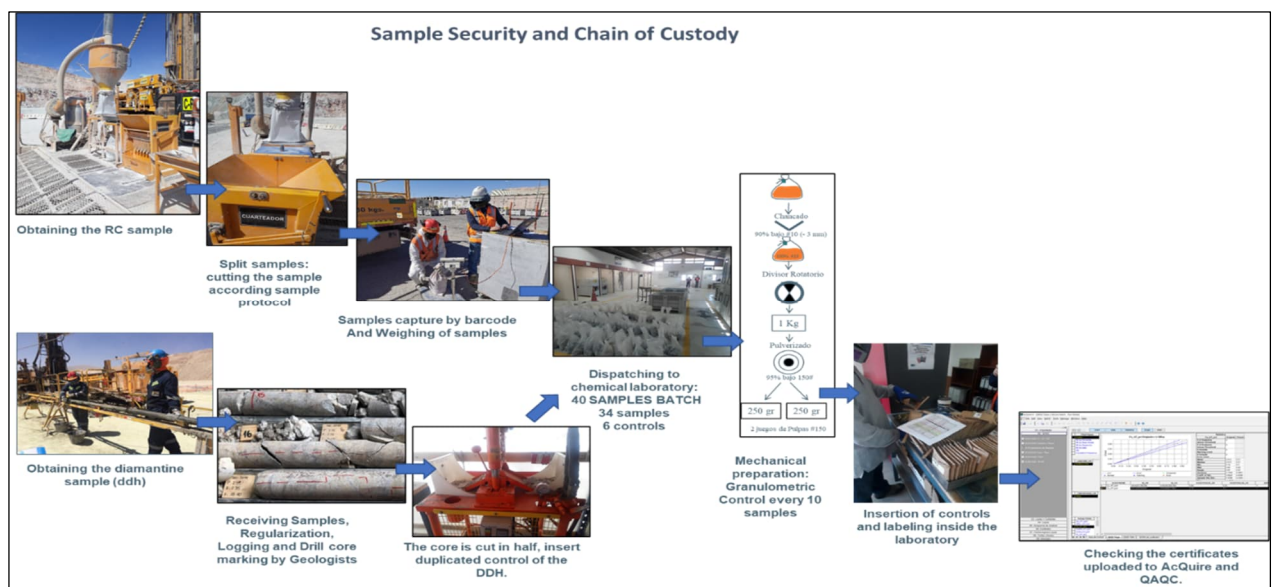 Sample Security and Chain of Custody
Obtaining the RC sample
CUARTEADOR
Split samples:
cutting the sample
according sample
protocol
Samples capture by barcode
And Weighing of samples
Obtaining the diamantine
sample (ddh)
16
Receiving Samples,
Regularization,
Logging and Drill core
marking by Geologists
The core is cut in half, insert
duplicated control of the
DDH.
Dispatching to
chemical laboratory:
40 SAMPLES BATCH
34 samples
6 controls
Chancado
90% bajo #10 (~ 3 mm)
Divisor Rotatorio
1 Kg
Pulverizado
95% bajo 150#
250 gr
250 gr
2 juegos de Pulpas #150
Mechanical
preparation:
Granulometric
Control every 10
samples
Insertion of controls
and labeling inside the
laboratory
Checking the certificates
uploaded to AcQuire and
QAQC.